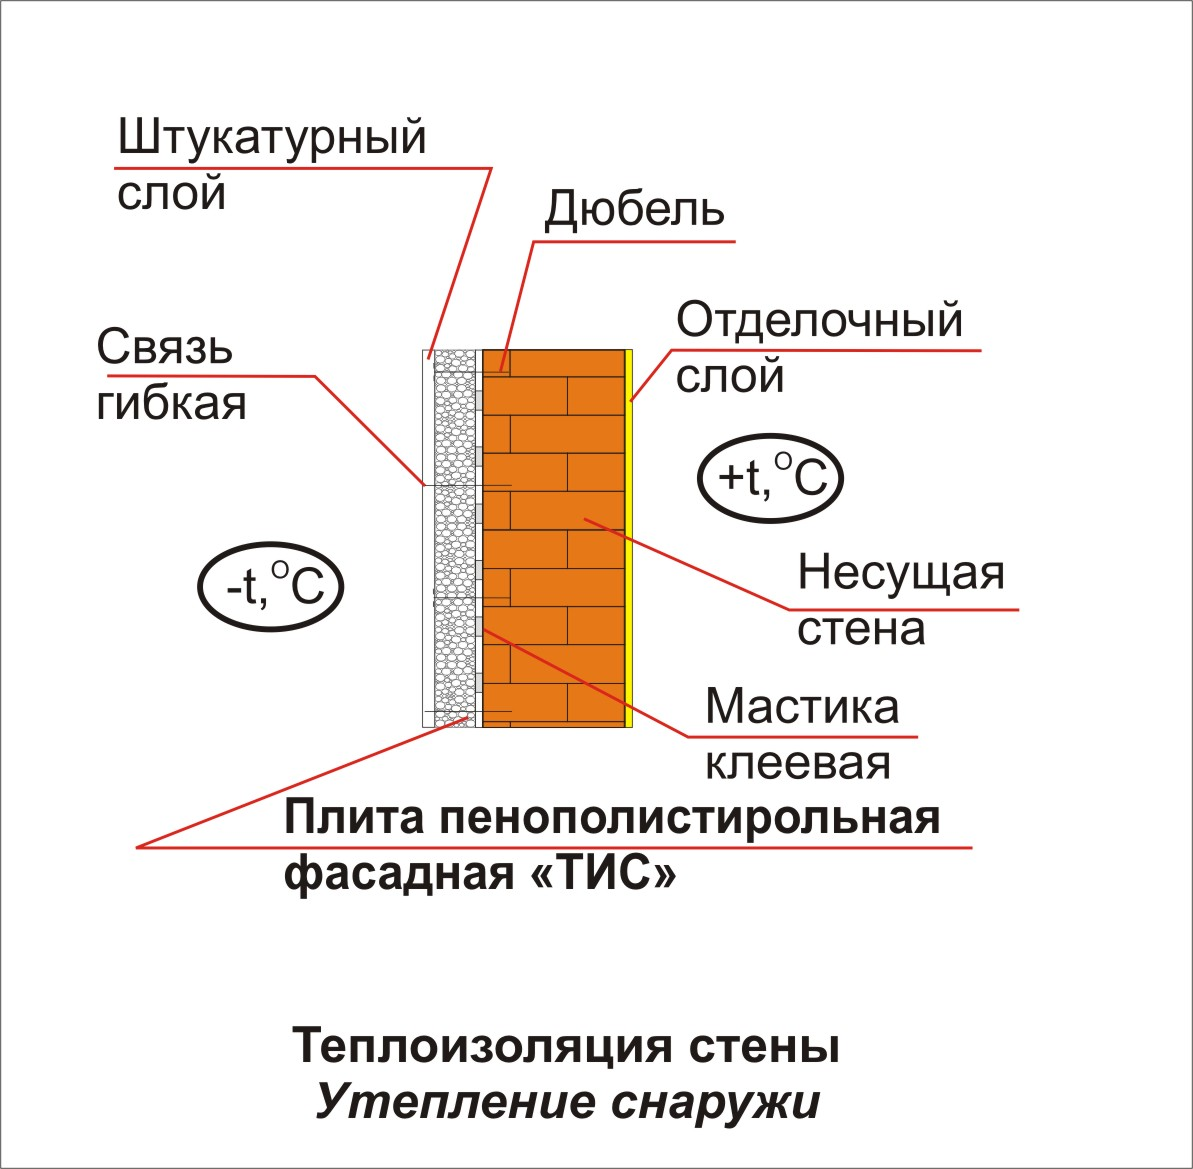 Штукатурный
слой
Дюбель
Отделочный
слой
Связь
гибкая
+t,°C
-t,°C
Несущая
стена
Мастика
клеевая
Плита пенополистирольная
фасадная «ТИС»
Теплоизоляция стены
Утепление снаружи